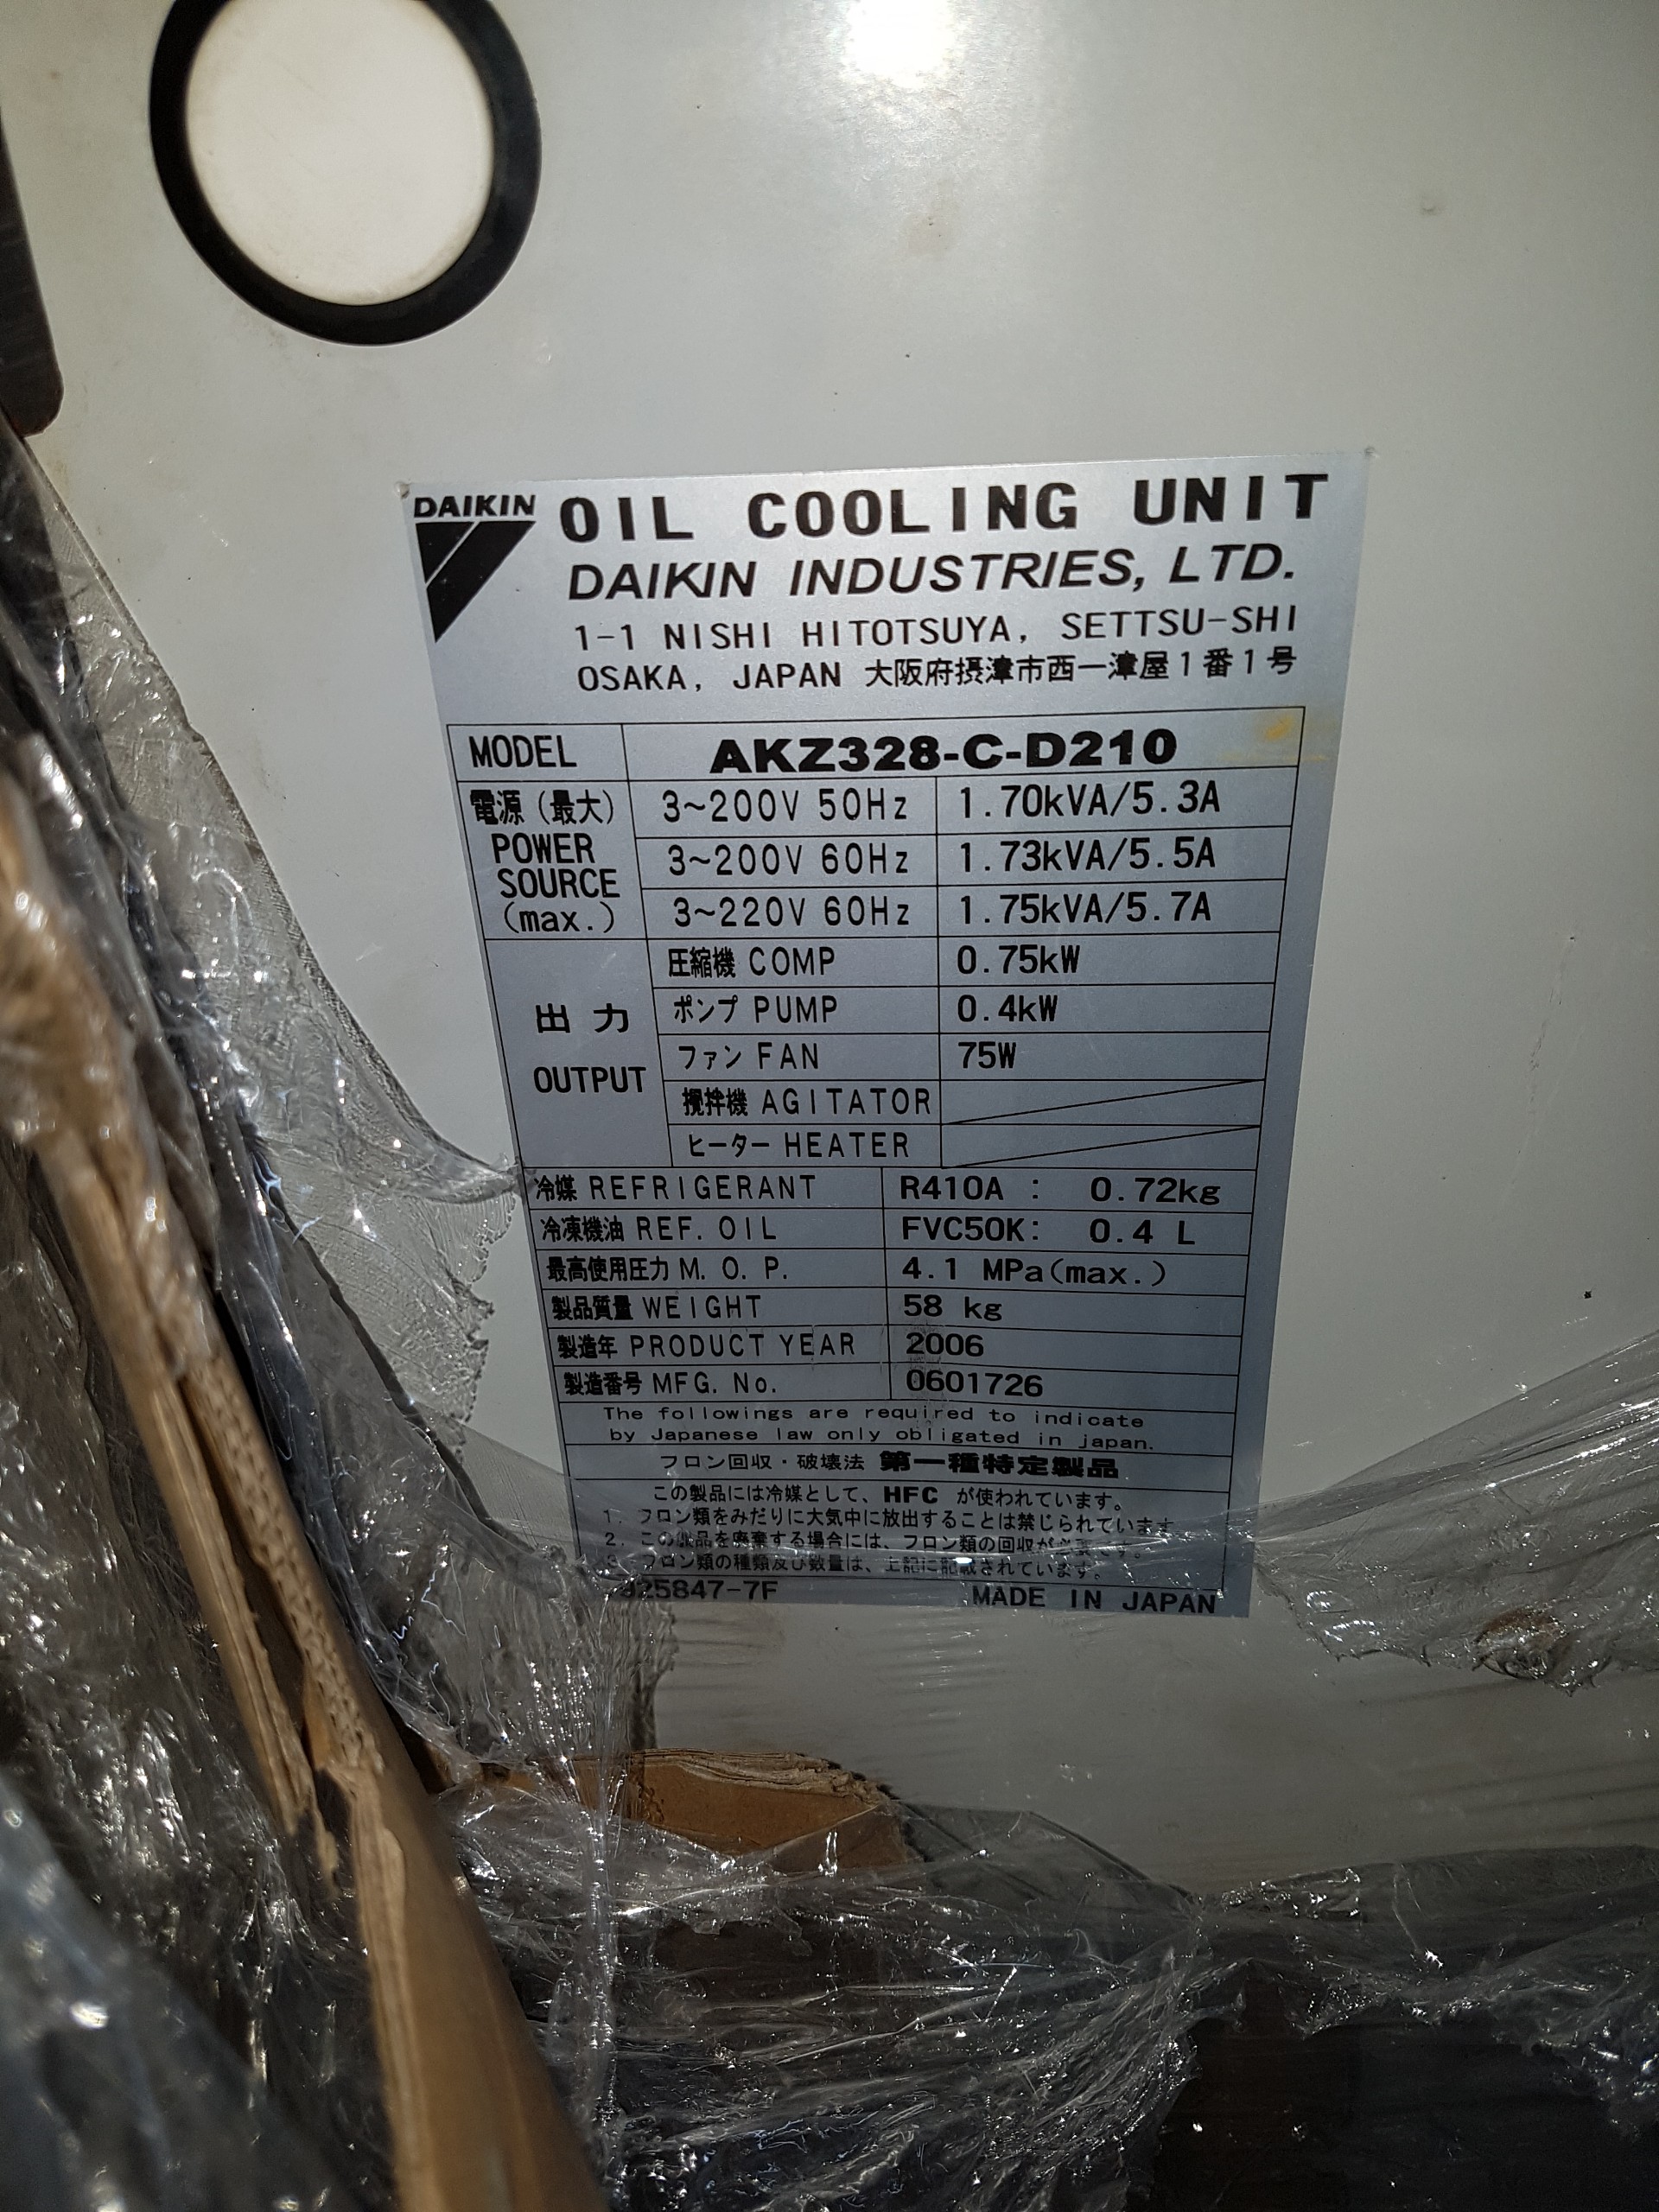 DAIKIN OIL COOLING UNIT
DAIKIN INDUSTRIES, LTD.
1-1 NISHI HITOTSUYA, SETTSU-SHI
OSAKA, JAPAN 大阪府摂津市西一津屋1番1号
MODEL AKZ328-C-D210
電源(最大) 3~200V 50Hz 1.70kVA/5.3A
POWER SOURCE 3~200V 60Hz 1.73kVA/5.5A
(max.) 3~220V 60Hz 1.75kVA/5.7A
出力 OUTPUT
圧縮機 COMP 0.75kW
ポンプ PUMP 0.4kW
ファン FAN 75W
攪拌機 AGITATOR
ヒーター HEATER
冷媒 REFRIGERANT R410A : 0.72kg
冷凍機油 REF. OIL FVC50K: 0.4 L
最高使用圧力 M. O. P. 4.1 MPa(max.)
製品質量 WEIGHT 58 kg
製造年 PRODUCT YEAR 2006
製造番号 MFG. No. 0601726
The followings are required to indicate
by Japanese law only obligated in japan.
フロン回収・破壊法 第一種特定製品
この製品には冷媒として、HFC が使われています。
1. フロン類をみだりに大気中に放出することは禁じられています
2. この製品を廃棄する場合には、フロン類の回収が必要です。
3. フロン類の種類及び数量は、上記に記載されています。
925847-7F MADE IN JAPAN